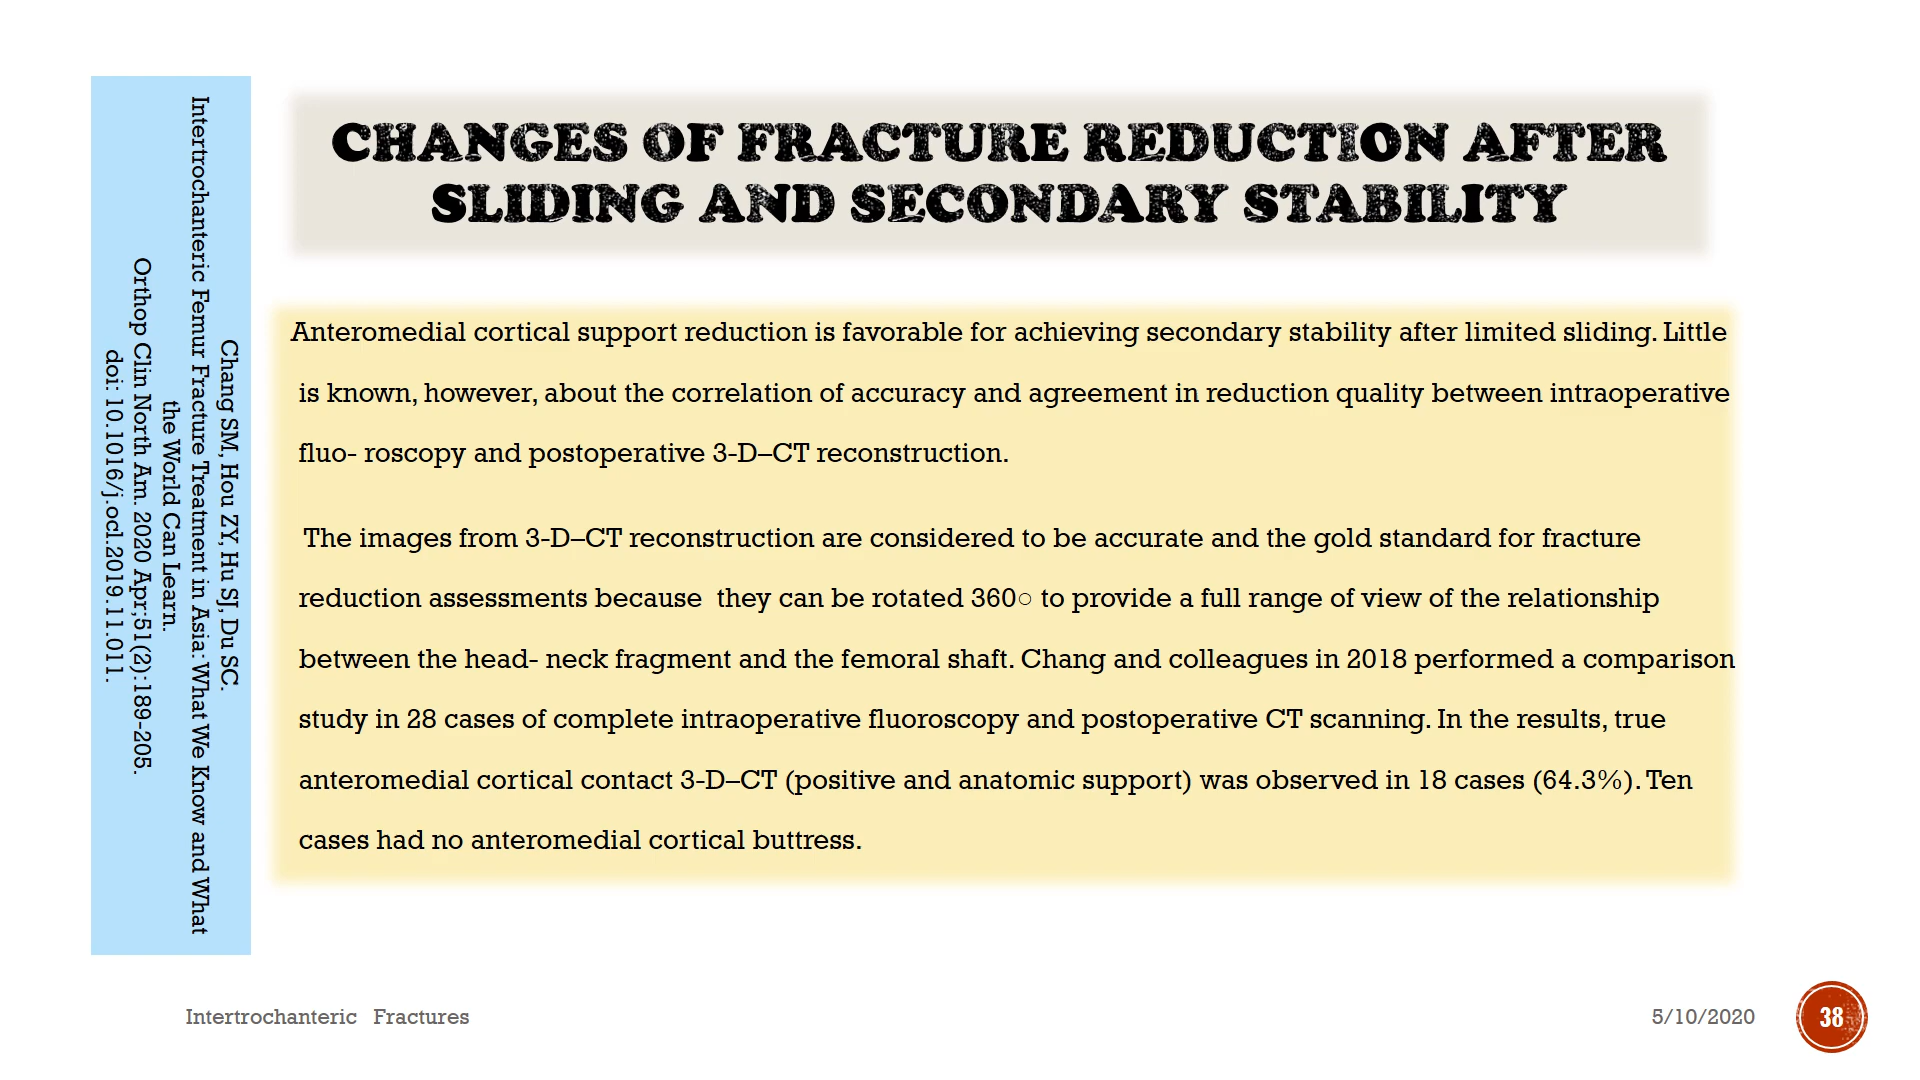 CHANGES OF FRACTURE REDUCTION AFTER
SLIDING AND SECONDARY STABILITY
Chang SM, Hou ZY, Hu SJ, Du SC.
Intertrochanteric Femur Fracture Treatment in Asia: What We Know and What
the World Can Learn.
Orthop Clin North Am. 2020 Apr;51(2):189-205.
doi: 10.1016/j.ocl.2019.11.011.
Anteromedial cortical support reduction is favorable for achieving secondary stability after limited sliding. Little
is known, however, about the correlation of accuracy and agreement in reduction quality between intraoperative
fluo- roscopy and postoperative 3-D–CT reconstruction.
The images from 3-D–CT reconstruction are considered to be accurate and the gold standard for fracture
reduction assessments because they can be rotated 360○ to provide a full range of view of the relationship
between the head- neck fragment and the femoral shaft. Chang and colleagues in 2018 performed a comparison
study in 28 cases of complete intraoperative fluoroscopy and postoperative CT scanning. In the results, true
anteromedial cortical contact 3-D–CT (positive and anatomic support) was observed in 18 cases (64.3%). Ten
cases had no anteromedial cortical buttress.
Intertrochanteric Fractures
5/10/2020
38